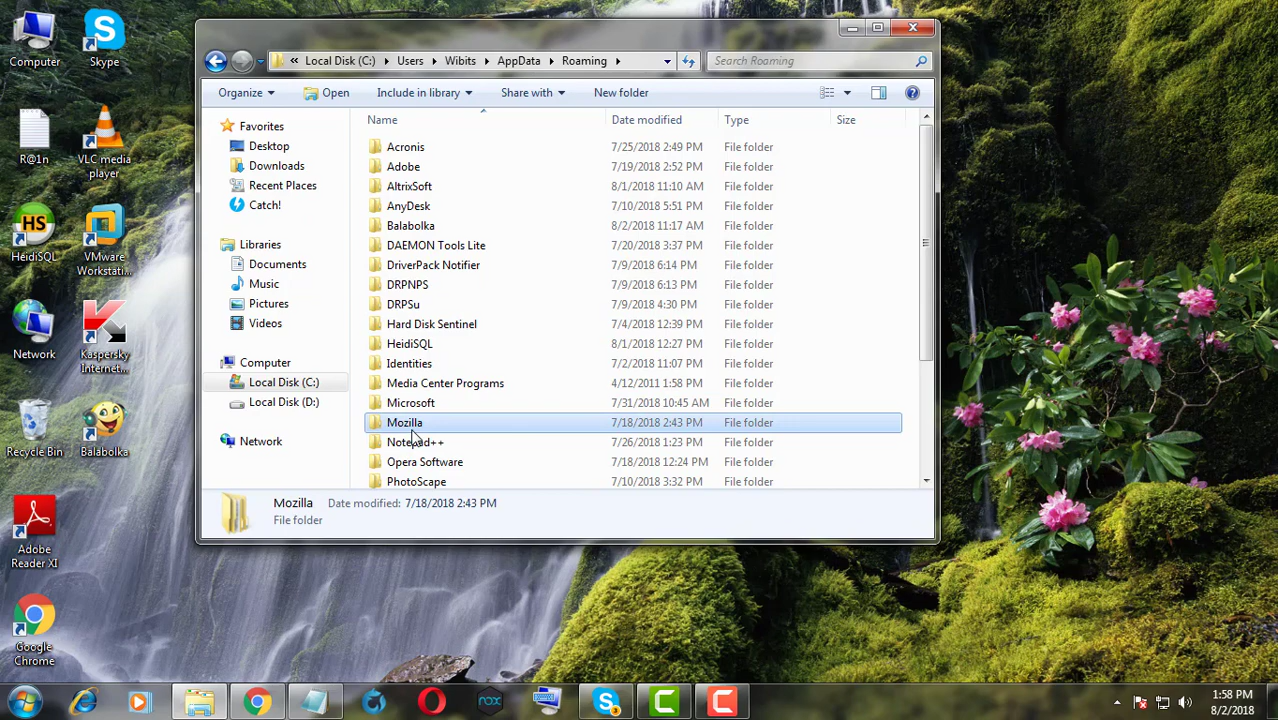 Computer
Skype
R@1n
VLC media
player
HeidiSQL
VMware
Workstati...
Network
Kaspersky
Internet...
Recycle Bin
Balabolka
Adobe
Reader XI
Google
Chrome
« Local Disk (C:) Users Wibits AppData Roaming
Search Roaming
Organize Open Include in library Share with New folder
Name Date modified Type Size
Favorites
Desktop
Downloads
Recent Places
Catch!
Libraries
Documents
Music
Pictures
Videos
Computer
Local Disk (C:)
Local Disk (D:)
Network
Acronis 7/25/2018 2:49 PM File folder
Adobe 7/19/2018 2:52 PM File folder
AltrixSoft 8/1/2018 11:10 AM File folder
AnyDesk 7/10/2018 5:51 PM File folder
Balabolka 8/2/2018 11:17 AM File folder
DAEMON Tools Lite 7/20/2018 3:37 PM File folder
DriverPack Notifier 7/9/2018 6:14 PM File folder
DRPNPS 7/9/2018 6:13 PM File folder
DRPSu 7/9/2018 4:30 PM File folder
Hard Disk Sentinel 7/4/2018 12:39 PM File folder
HeidiSQL 8/1/2018 12:27 PM File folder
Identities 7/2/2018 11:07 PM File folder
Media Center Programs 4/12/2011 1:58 PM File folder
Microsoft 7/31/2018 10:45 AM File folder
Mozilla 7/18/2018 2:43 PM File folder
Notepad++ 7/26/2018 1:23 PM File folder
Opera Software 7/18/2018 12:24 PM File folder
PhotoScape 7/10/2018 3:32 PM File folder
Mozilla Date modified: 7/18/2018 2:43 PM
File folder
1:58 PM
8/2/2018